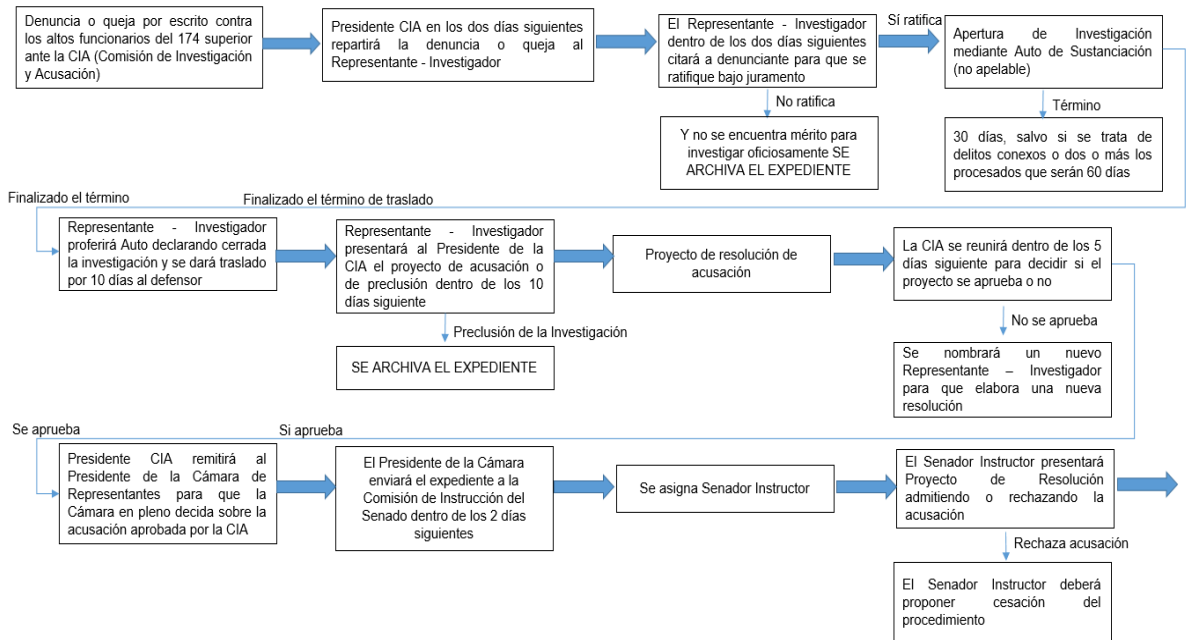 Denuncia o queja por escrito contra
los altos funcionarios del 174 superior
ante la CIA (Comisión de Investigación
y Acusación)
Presidente CIA en los dos días siguientes
repartirá la denuncia o queja al
Representante - Investigador
El Representante - Investigador
dentro de los dos días siguientes
citará a denunciante para que se
ratifique bajo juramento
Sí ratifica
Apertura de Investigación
mediante Auto de Sustanciación
(no apelable)
No ratifica
Y no se encuentra mérito para
investigar oficiosamente SE
ARCHIVA EL EXPEDIENTE
Término
30 días, salvo si se trata de
delitos conexos o dos o más los
procesados que serán 60 días
Finalizado el término
Finalizado el término de traslado
Representante - Investigador
proferirá Auto declarando cerrada
la investigación y se dará traslado
por 10 días al defensor
Representante - Investigador
presentará al Presidente de la
CIA el proyecto de acusación o
de preclusión dentro de los 10
días siguiente
Proyecto de resolución de
acusación
La CIA se reunirá dentro de los 5
días siguiente para decidir si el
proyecto se aprueba o no
Preclusión de la Investigación
SE ARCHIVA EL EXPEDIENTE
No se aprueba
Se nombrará un nuevo
Representante – Investigador
para que elabora una nueva
resolución
Se aprueba
Si aprueba
Presidente CIA remitirá al
Presidente de la Cámara de
Representantes para que la
Cámara en pleno decida sobre la
acusación aprobada por la CIA
El Presidente de la Cámara
enviará el expediente a la
Comisión de Instrucción del
Senado dentro de los 2 días
siguientes
Se asigna Senador Instructor
El Senador Instructor presentará
Proyecto de Resolución
admitiendo o rechazando la
acusación
Rechaza acusación
El Senador Instructor deberá
proponer cesación del
procedimiento